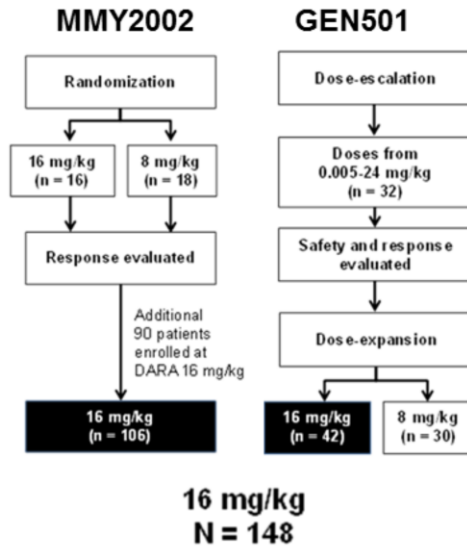 MMY2002
Randomization
16 mg/kg
(n = 16)
8 mg/kg
(n = 18)
Response evaluated
Additional
90 patients
enrolled at
DARA 16 mg/kg
16 mg/kg
(n = 106)
GEN501
Dose-escalation
Doses from
0.005-24 mg/kg
(n = 32)
Safety and response
evaluated
Dose-expansion
16 mg/kg
(n = 42)
8 mg/kg
(n = 30)
16 mg/kg
N = 148